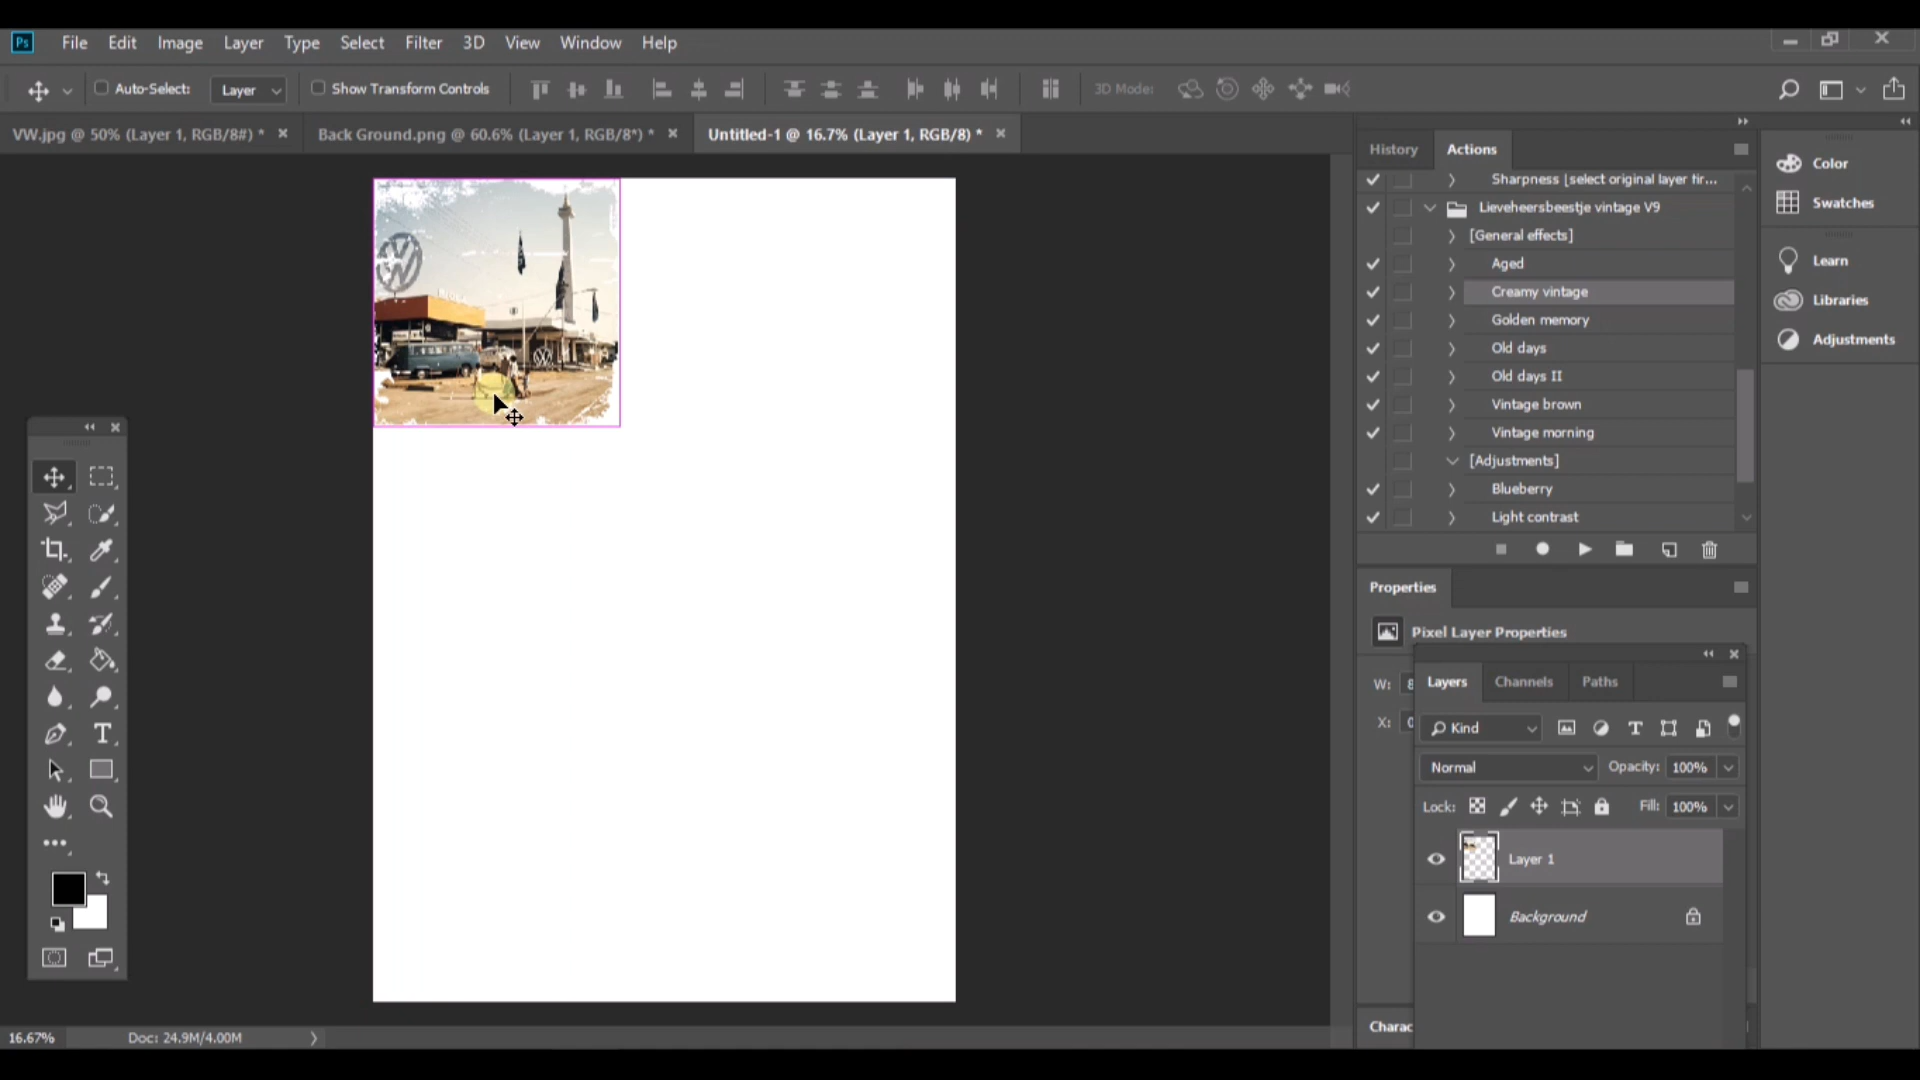 Ps File Edit Image Layer Type Select Filter 3D View Window Help
Auto-Select: Layer Show Transform Controls 3D Mode:
VW.jpg @ 50% (Layer 1, RGB/8#) * × Back Ground.png @ 60.6% (Layer 1, RGB/8*) * × Untitled-1 @ 16.7% (Layer 1, RGB/8) * ×
History Actions
Sharpness [select original layer fir...
Lieveheersbeestje vintage V9
[General effects]
Aged
Creamy vintage
Golden memory
Old days
Old days II
Vintage brown
Vintage morning
[Adjustments]
Blueberry
Light contrast
Color
Swatches
Learn
Libraries
Adjustments
Properties
Pixel Layer Properties
W: 8
X: 0
Layers Channels Paths
Kind
Normal Opacity: 100%
Lock: Fill: 100%
Layer 1
Background
Charac
16.67% Doc: 24.9M/4.00M